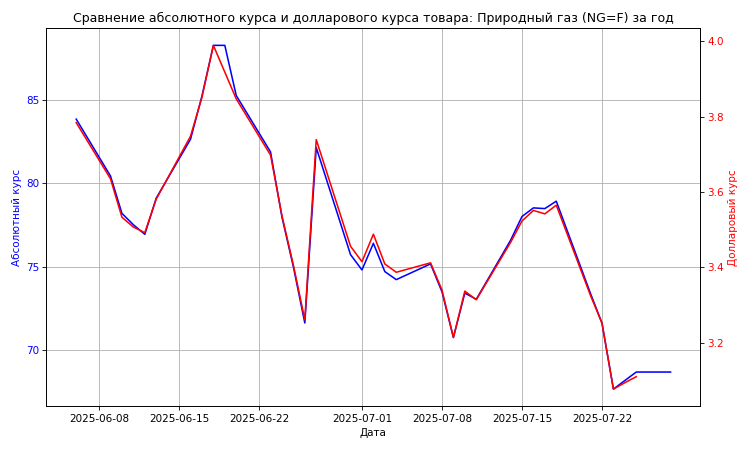 Сравнение абсолютного курса и долларового курса товара: Природный газ (NG=F) за год
Абсолютный курс
85
80
75
70
4.0
3.8
3.6
3.4
3.2
Долларовый курс
2025-06-08 2025-06-15 2025-06-22 2025-07-01 2025-07-08 2025-07-15 2025-07-22
Дата